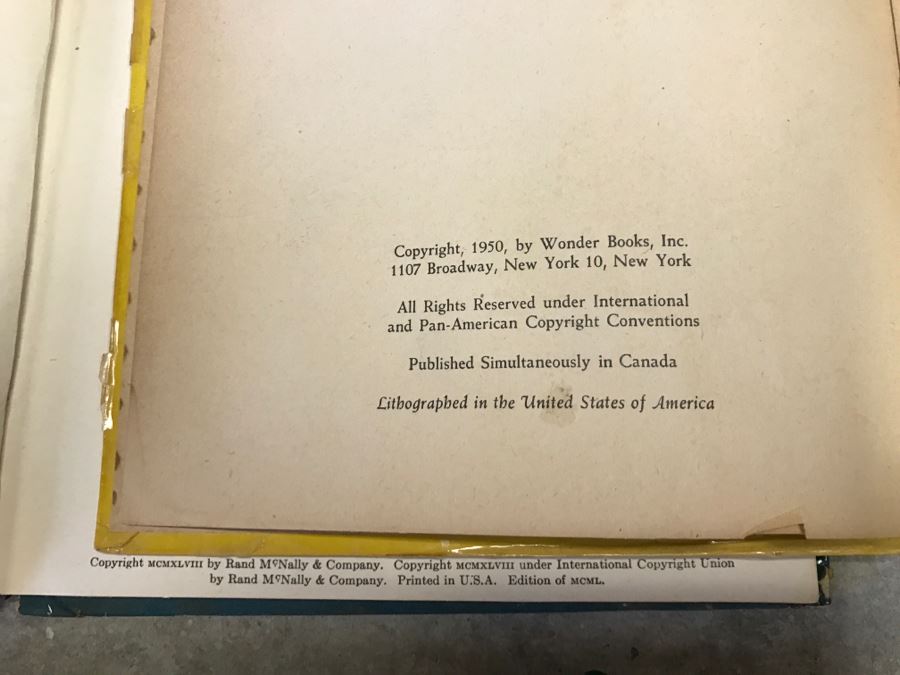 Copyright, 1950, by Wonder Books, Inc.
1107 Broadway, New York 10, New York
All Rights Reserved under International
and Pan-American Copyright Conventions
Published Simultaneously in Canada
Lithographed in the United States of America
Copyright MCMXLVIII by Rand McNally & Company. Copyright MCMXLVIII under International Copyright Union
by Rand McNally & Company. Printed in U.S.A. Edition of MCML.